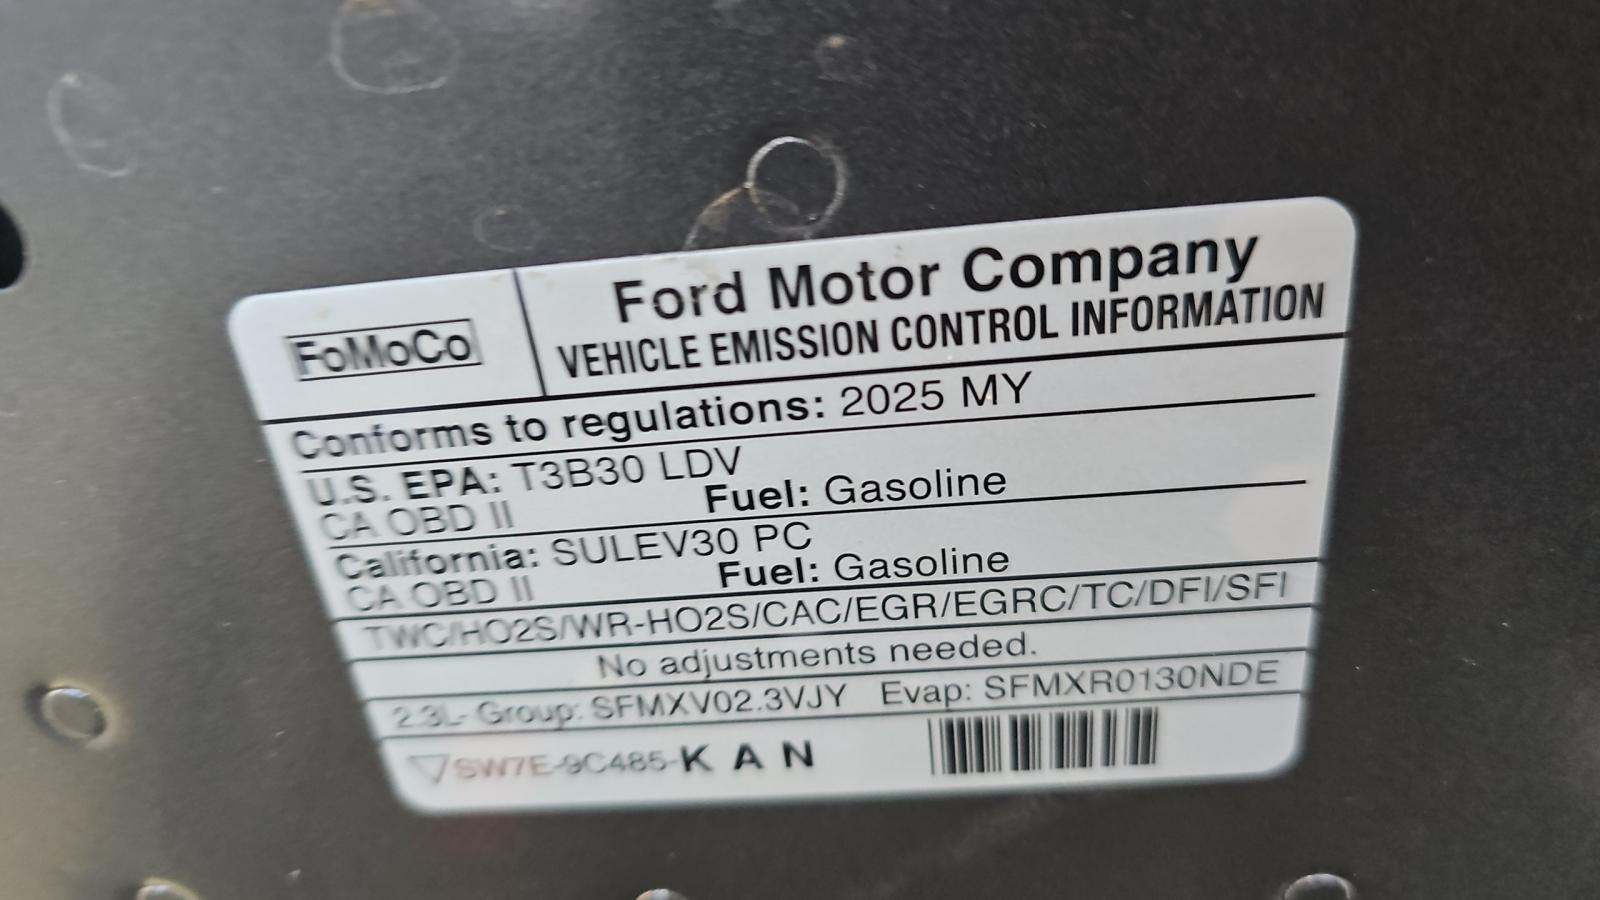 FoMoCo
Ford Motor Company
VEHICLE EMISSION CONTROL INFORMATION
Conforms to regulations: 2025 MY
U.S. EPA: T3B30 LDV
CA OBD II Fuel: Gasoline
California: SULEV30 PC
CA OBD II Fuel: Gasoline
TWC/HO2S/WR-HO2S/CAC/EGR/EGRC/TC/DFI/SFI
No adjustments needed.
2.3L- Group: SFMXV02.3VJY Evap: SFMXR0130NDE
SW7E-9C485-K A N